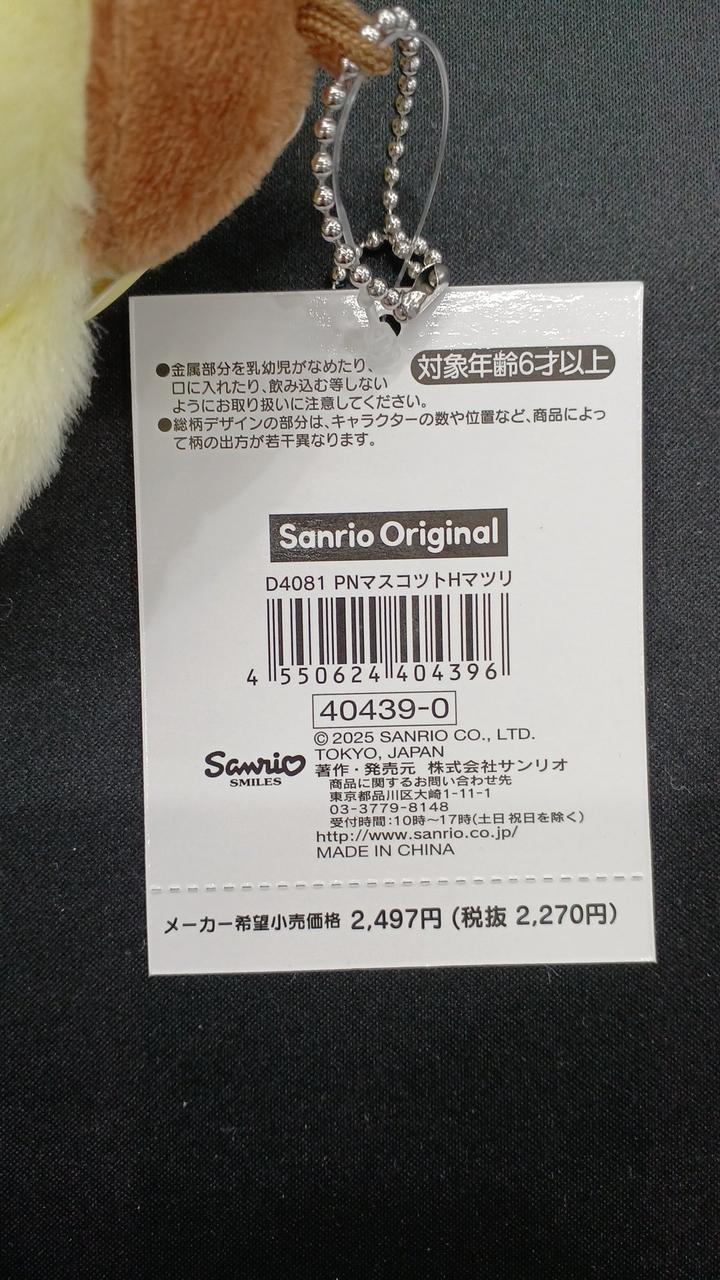 ●金属部分を乳幼児がなめたり、
口に入れたり、飲み込む等しない
ようにお取り扱いに注意してください。
対象年齢6才以上
●総柄デザインの部分は、キャラクターの数や位置など、商品によっ
て柄の出方が若干異なります。
Sanrio Original
D4081 PNマスコツトHマツリ
4 550624 404396
40439-0
© 2025 SANRIO CO., LTD.
TOKYO, JAPAN
Sanrio
SMILES
著作・発売元 株式会社サンリオ
商品に関するお問い合わせ先
東京都品川区大崎1-11-1
03-3779-8148
受付時間:10時〜17時(土日祝日を除く)
http://www.sanrio.co.jp/
MADE IN CHINA
メーカー希望小売価格 2,497円 (税抜 2,270円)